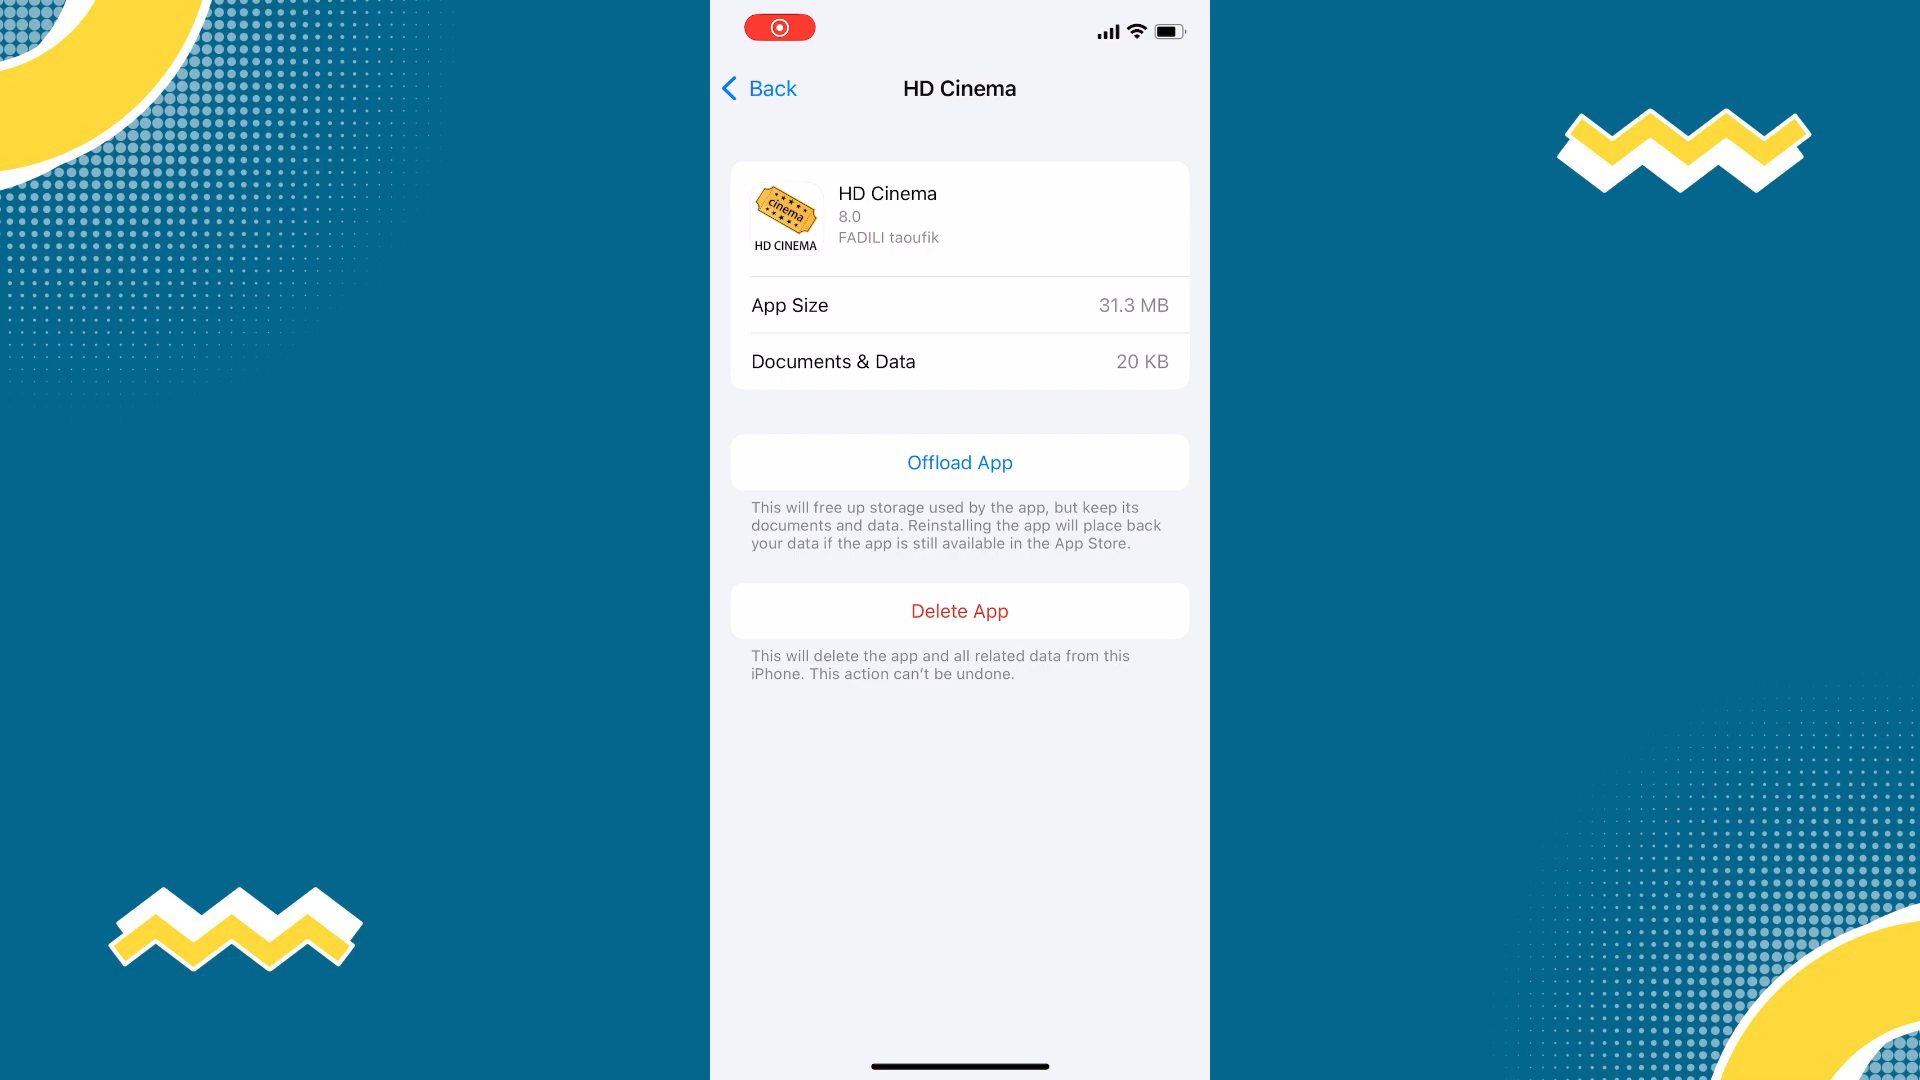 Back
HD Cinema
cinema
HD CINEMA
HD Cinema
8.0
FADILI taoufik
App Size
31.3 MB
Documents & Data
20 KB
Offload App
This will free up storage used by the app, but keep its
documents and data. Reinstalling the app will place back
your data if the app is still available in the App Store.
Delete App
This will delete the app and all related data from this
iPhone. This action can’t be undone.